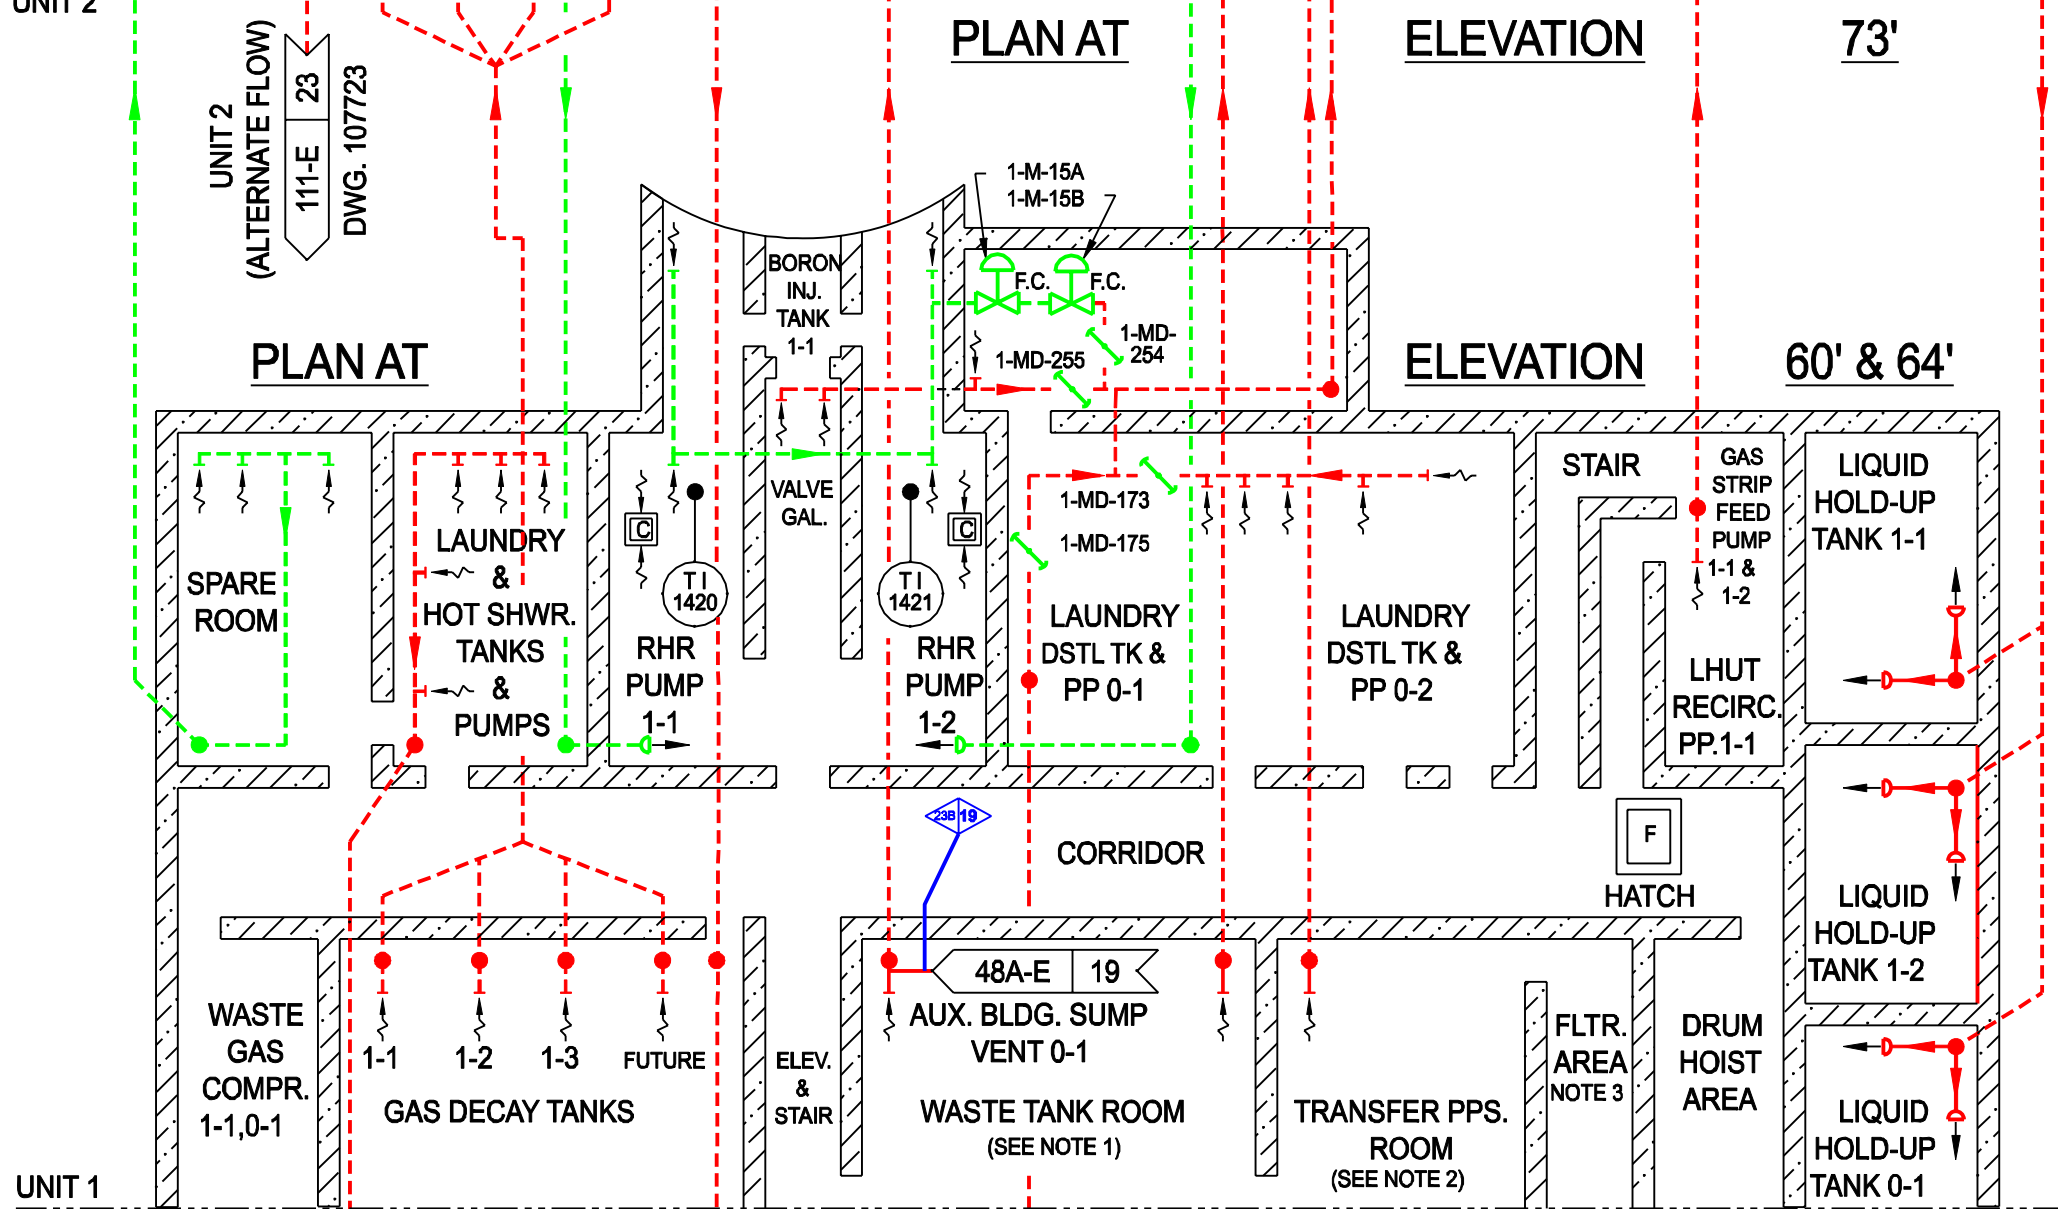 UNIT 2
PLAN AT ELEVATION 73'
UNIT 2
(ALTERNATE FLOW)
111-E 23
DWG. 107723
1-M-15A
1-M-15B
BORON
INJ.
TANK
1-1
F.C.
F.C.
1-MD-
254
1-MD-255
PLAN AT ELEVATION 60' & 64'
SPARE
ROOM
LAUNDRY
&
HOT SHWR.
TANKS
&
PUMPS
C
TI
1420
RHR
PUMP
1-1
VALVE
GAL.
C
TI
1421
RHR
PUMP
1-2
1-MD-173
1-MD-175
LAUNDRY
DSTL TK &
PP 0-1
LAUNDRY
DSTL TK &
PP 0-2
STAIR
GAS
STRIP
FEED
PUMP
1-1 &
1-2
LHUT
RECIRC.
PP.1-1
LIQUID
HOLD-UP
TANK 1-1
23B 19
CORRIDOR
F
HATCH
LIQUID
HOLD-UP
TANK 1-2
WASTE
GAS
COMPR.
1-1,0-1
1-1
1-2
1-3
FUTURE
GAS DECAY TANKS
ELEV.
&
STAIR
48A-E 19
AUX. BLDG. SUMP
VENT 0-1
WASTE TANK ROOM
(SEE NOTE 1)
TRANSFER PPS.
ROOM
(SEE NOTE 2)
FLTR.
AREA
NOTE 3
DRUM
HOIST
AREA
LIQUID
HOLD-UP
TANK 0-1
UNIT 1